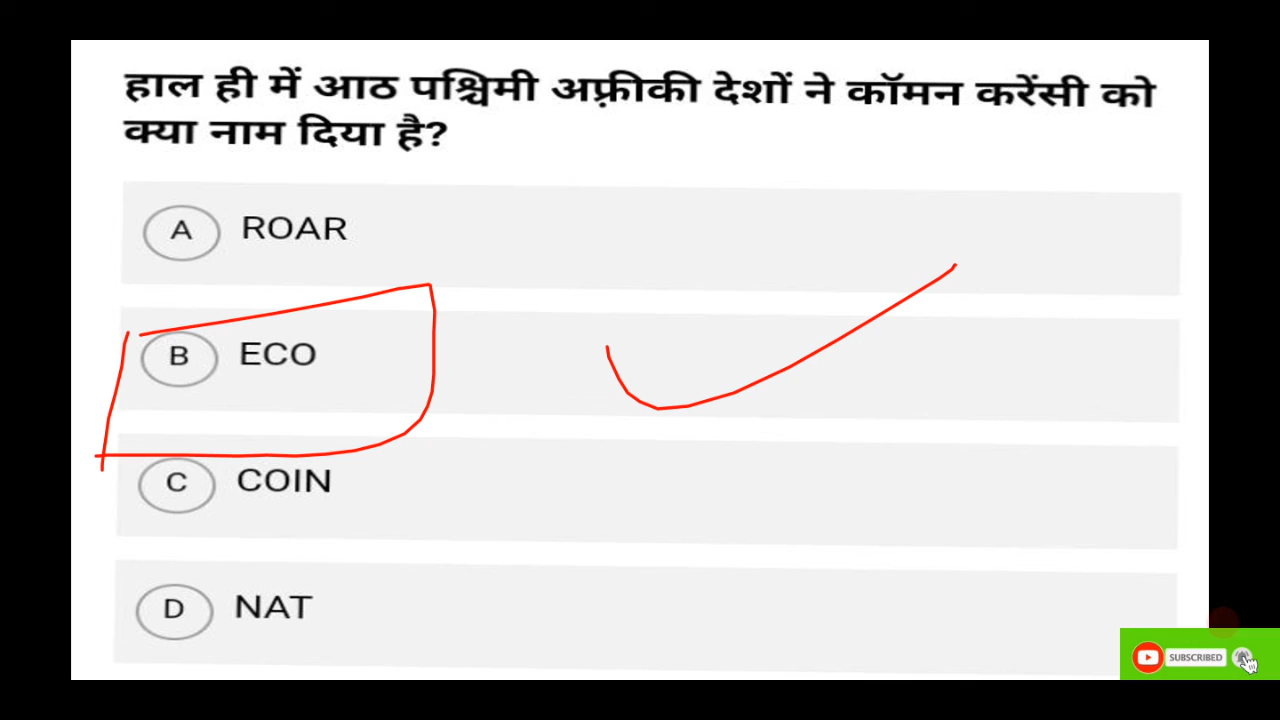 हाल ही में आठ पश्चिमी अफ़्रीकी देशों ने कॉमन करेंसी को
क्या नाम दिया है?
A ROAR
B ECO
C COIN
D NAT
SUBSCRIBED